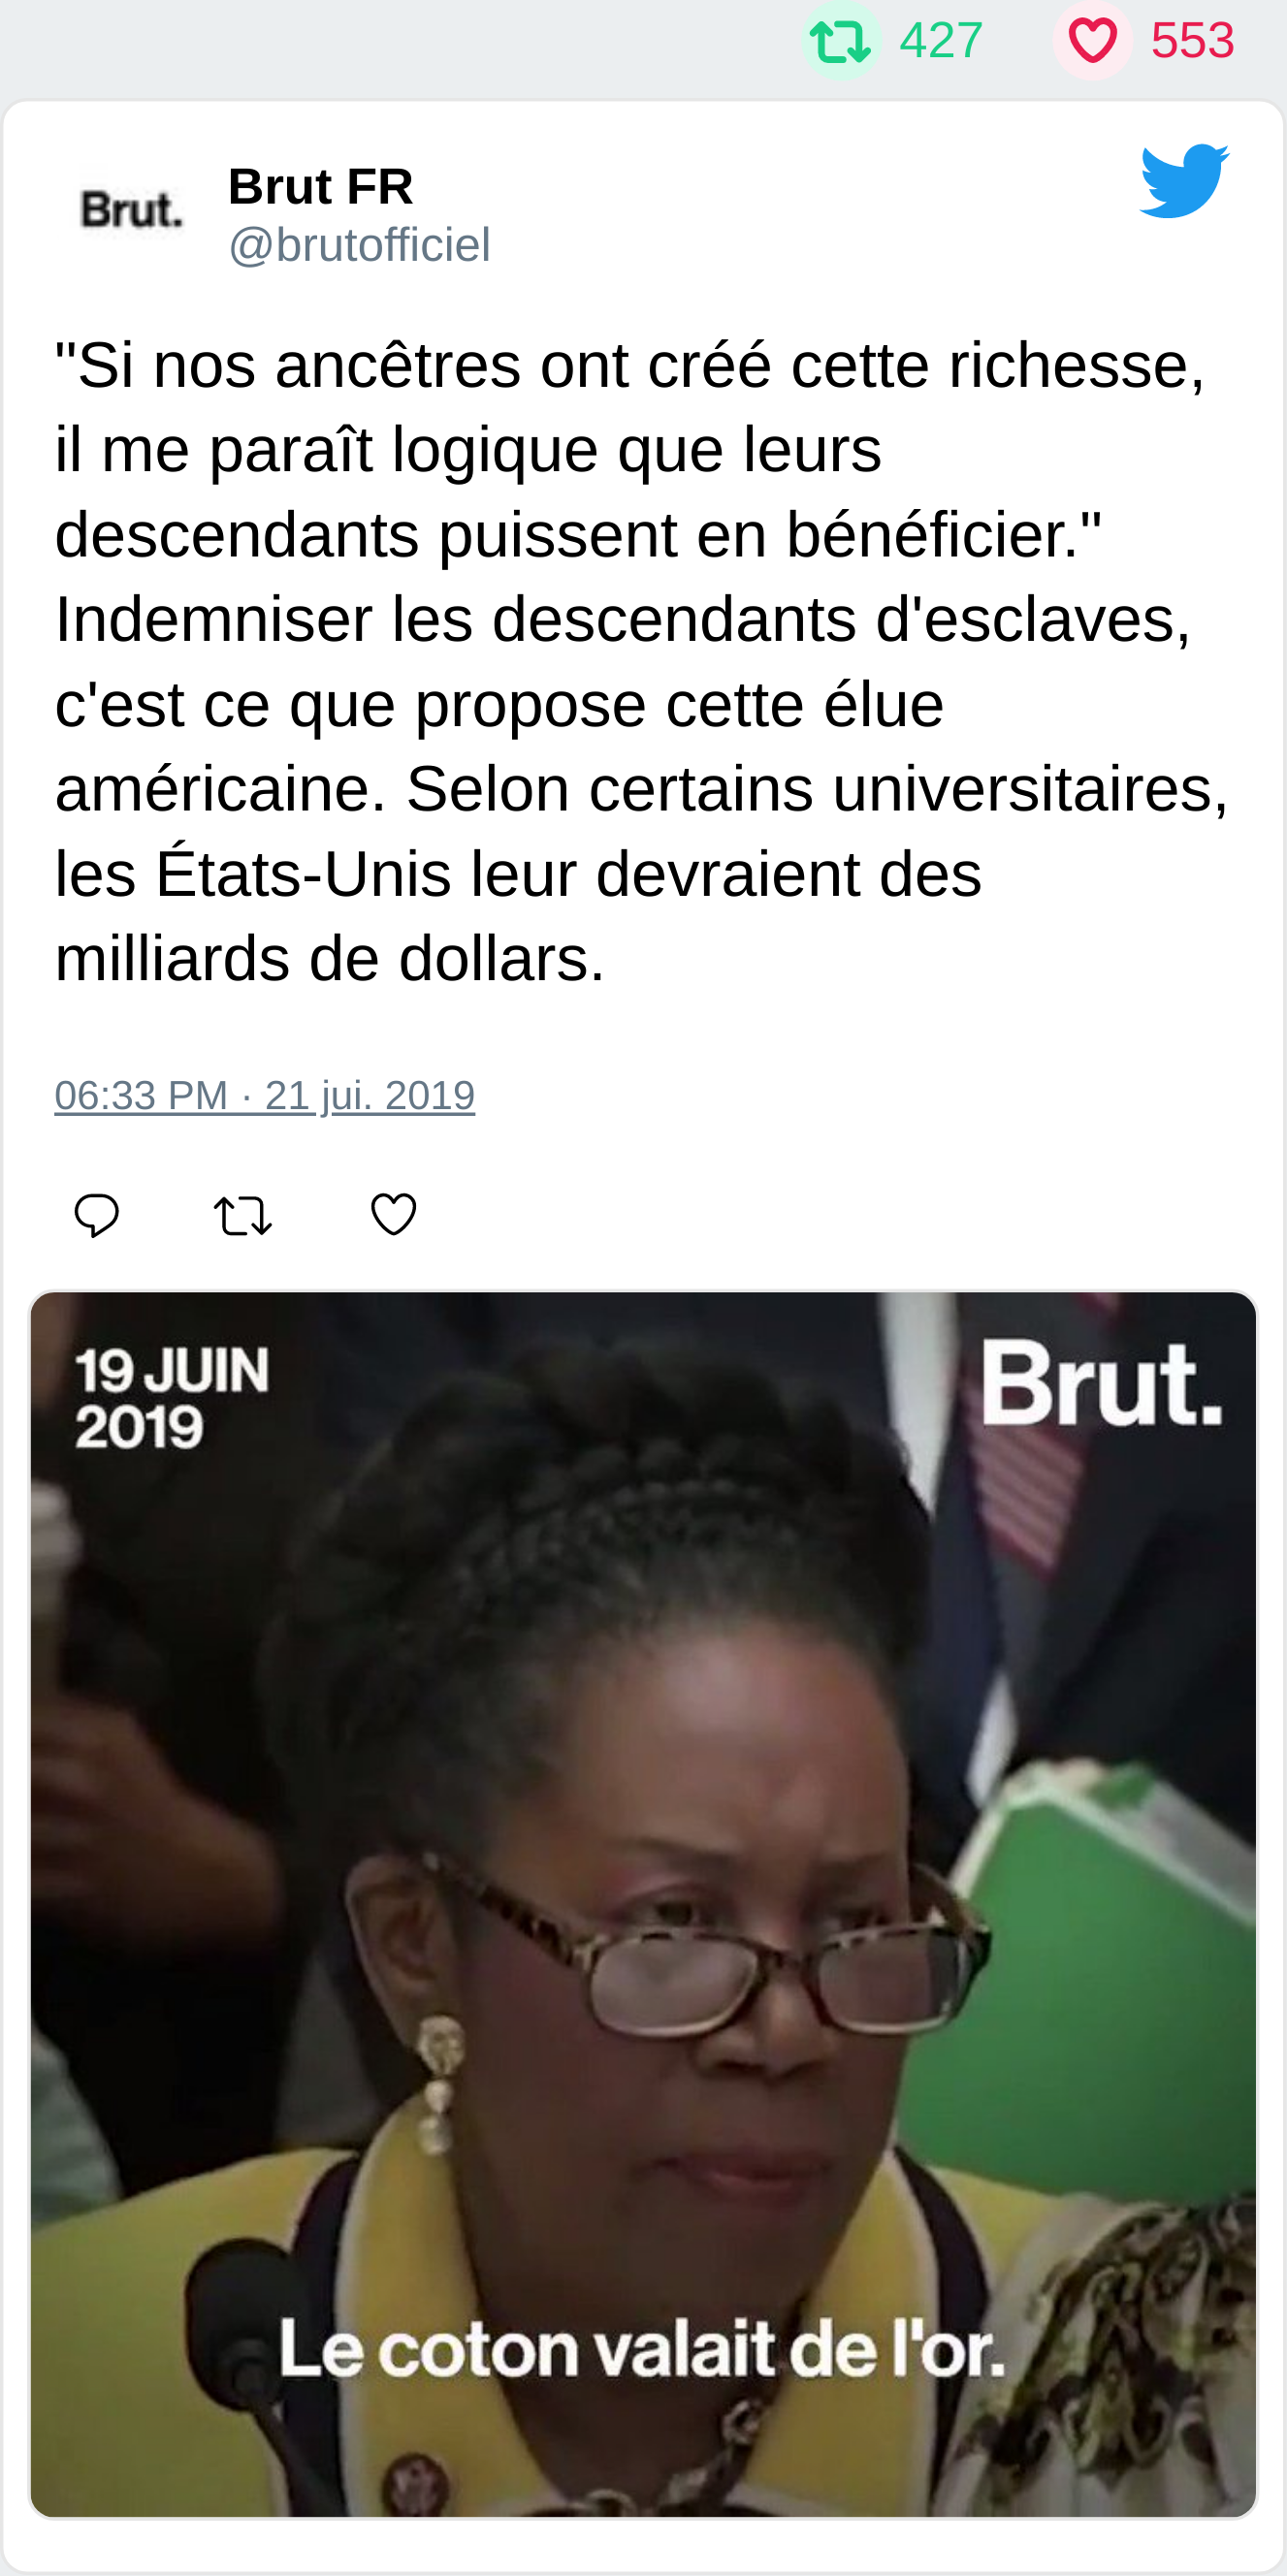 427 553
Brut.
Brut FR
@brutofficiel
"Si nos ancêtres ont créé cette richesse,
il me paraît logique que leurs
descendants puissent en bénéficier."
Indemniser les descendants d'esclaves,
c'est ce que propose cette élue
américaine. Selon certains universitaires,
les États-Unis leur devraient des
milliards de dollars.
06:33 PM · 21 jui. 2019
19 JUIN
2019
Brut.
Le coton valait de l'or.